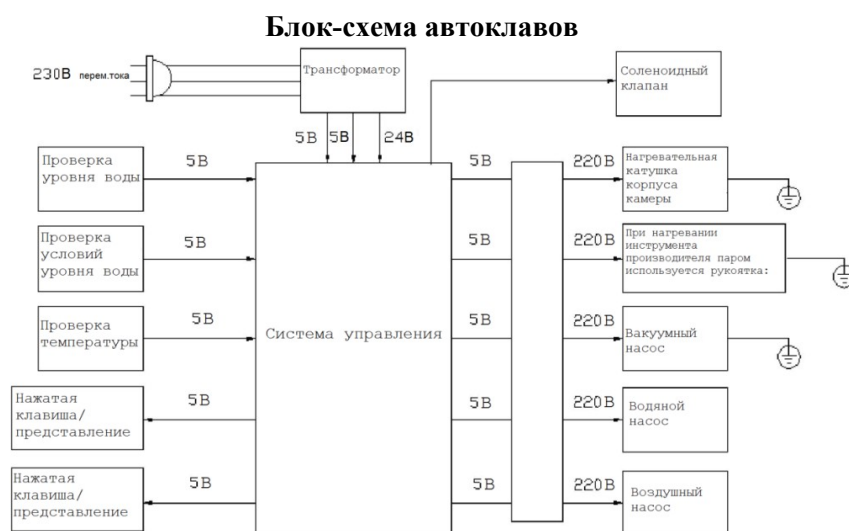 Блок-схема автоклавов
230В перем.тока
Трансформатор
Соленоидный
клапан
5В 5В 24В
Проверка
уровня воды
5В
5В
220В
Нагревательная
катушка
корпуса
камеры
Проверка
условий
уровня воды
5В
5В
220В
При нагревании
инструмента
производителя паром
используется рукоятка:
Проверка
температуры
5В
Система управления
5В
220В
Вакуумный
насос
Нажатая
клавиша/
представление
5В
5В
220В
Водяной
насос
Нажатая
клавиша/
представление
5В
5В
220В
Воздушный
насос